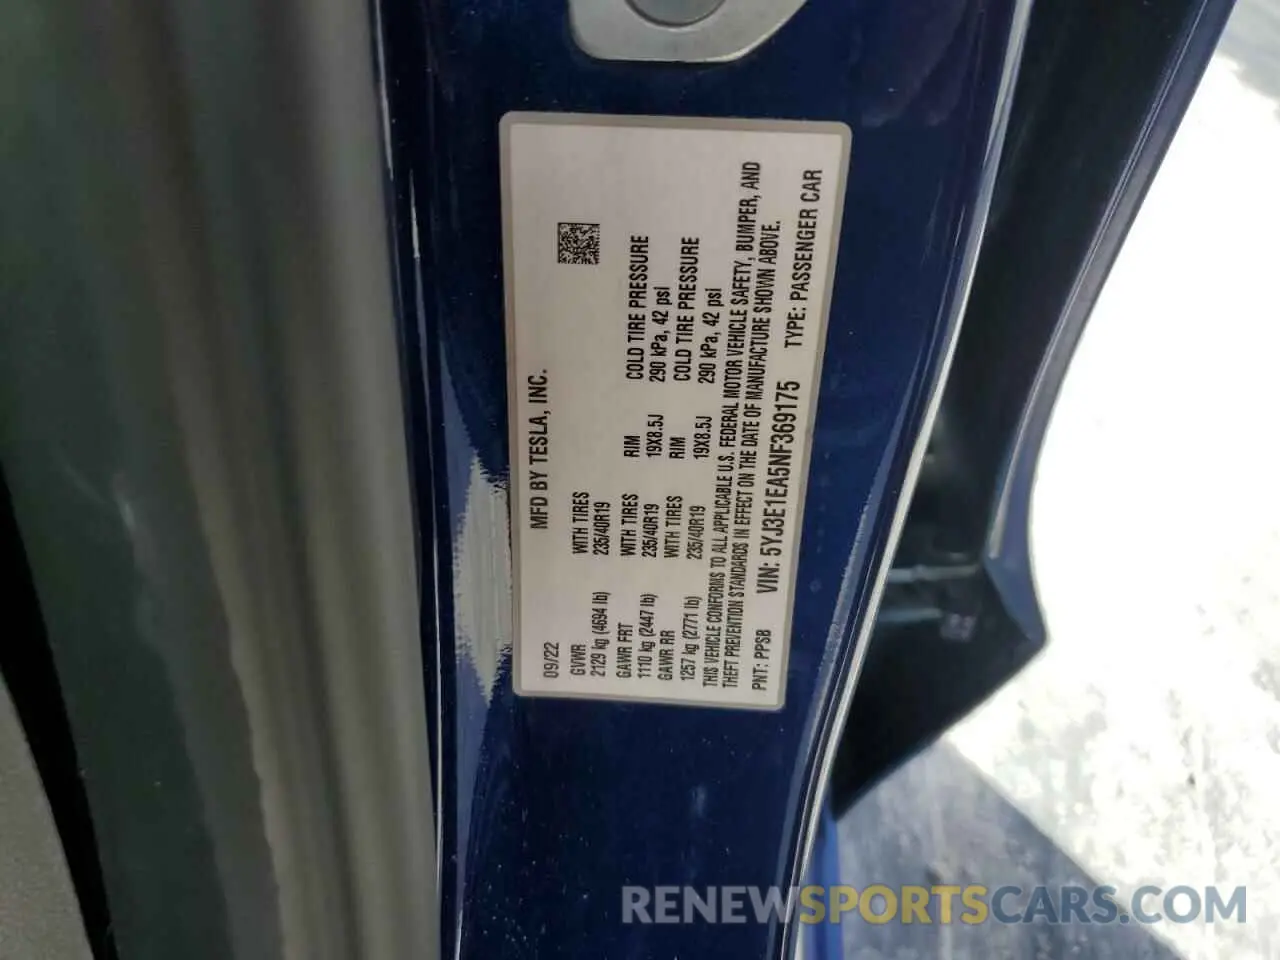 MFD BY TESLA, INC.
09/22
GVWR
2129 kg (4694 lb)
WITH TIRES
235/40R19
RIM
19X8.5J
COLD TIRE PRESSURE
290 kPa, 42 psi
GAWR FRT
1110 kg (2447 lb)
WITH TIRES
235/40R19
RIM
19X8.5J
COLD TIRE PRESSURE
290 kPa, 42 psi
GAWR RR
1257 kg (2771 lb)
WITH TIRES
235/40R19
THIS VEHICLE CONFORMS TO ALL APPLICABLE U.S. FEDERAL MOTOR VEHICLE SAFETY, BUMPER, AND
THEFT PREVENTION STANDARDS IN EFFECT ON THE DATE OF MANUFACTURE SHOWN ABOVE.
PNT: PPSB VIN: 5YJ3E1EA5NF369175 TYPE: PASSENGER CAR
RENEWSPORTSCARS.COM